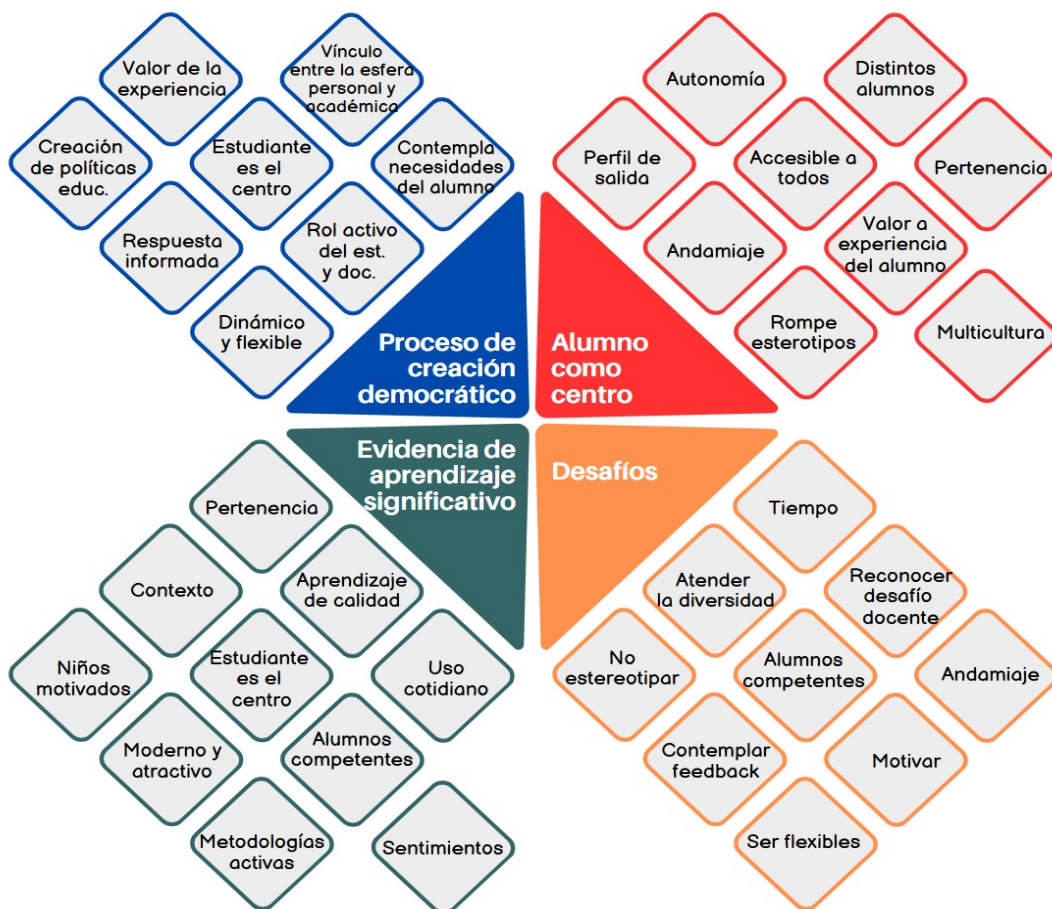 Valor de la
experiencia
Vínculo
entre la esfera
personal y
académica
Creación
de políticas
educ.
Estudiante
es el
centro
Contempla
necesidades
del alumno
Respuesta
informada
Rol activo
del est.
y doc.
Dinámico
y flexible
Proceso de
creación
democrático
Autonomía
Distintos
alumnos
Perfil de
salida
Accesible a
todos
Pertenencia
Andamiaje
Valor a
experiencia
del alumno
Rompe
esterotipos
Multicultura
Alumno
como
centro
Evidencia de
aprendizaje
significativo
Pertenencia
Contexto
Aprendizaje
de calidad
Niños
motivados
Estudiante
es el
centro
Uso
cotidiano
Moderno y
atractivo
Alumnos
competentes
Metodologías
activas
Sentimientos
Desafíos
Tiempo
Atender
la diversidad
Reconocer
desafío
docente
No
estereotipar
Alumnos
competentes
Andamiaje
Contemplar
feedback
Motivar
Ser flexibles